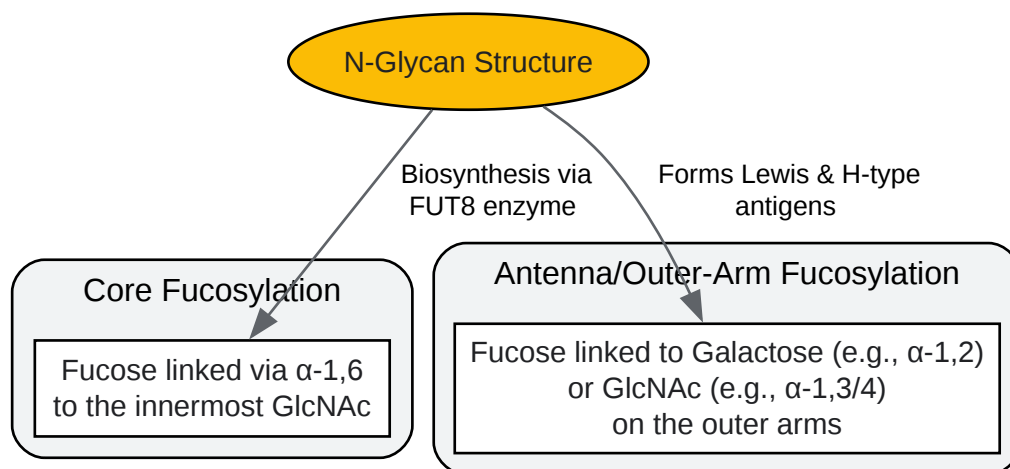 N-Glycan Structure
Biosynthesis via
FUT8 enzyme
Forms Lewis & H-type
antigens
Core Fucosylation
Fucose linked via α-1,6
to the innermost GlcNAc
Antenna/Outer-Arm Fucosylation
Fucose linked to Galactose (e.g., α-1,2)
or GlcNAc (e.g., α-1,3/4)
on the outer arms